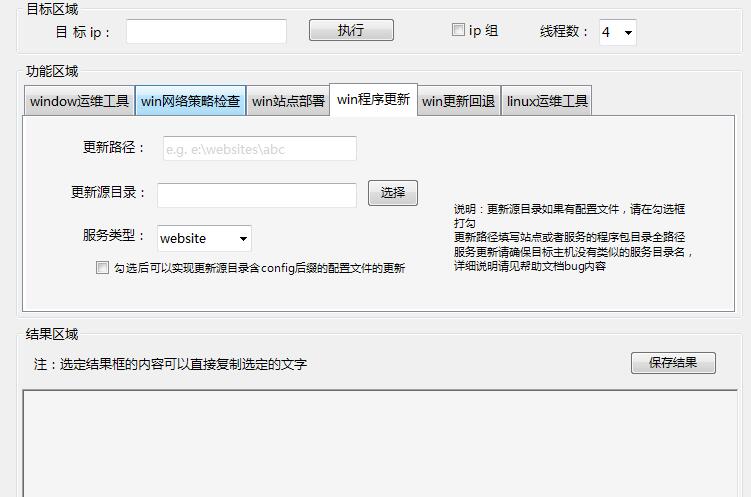 目标区域
目 标 ip： 执行 ip 组 线程数： 4
功能区域
window运维工具 win网络策略检查 win站点部署 win程序更新 win更新回退 linux运维工具
更新路径： e.g. e:\websites\abc
更新源目录： 选择
服务类型： website
勾选后可以实现更新源目录含config后缀的配置文件的更新
说明：更新源目录如果有配置文件，请在勾选框
打勾
更新路径填写站点或者服务的程序包目录全路径
服务更新请确保目标主机没有类似的服务目录名，
详细说明请见帮助文档bug内容
结果区域
注：选定结果框的内容可以直接复制选定的文字 保存结果